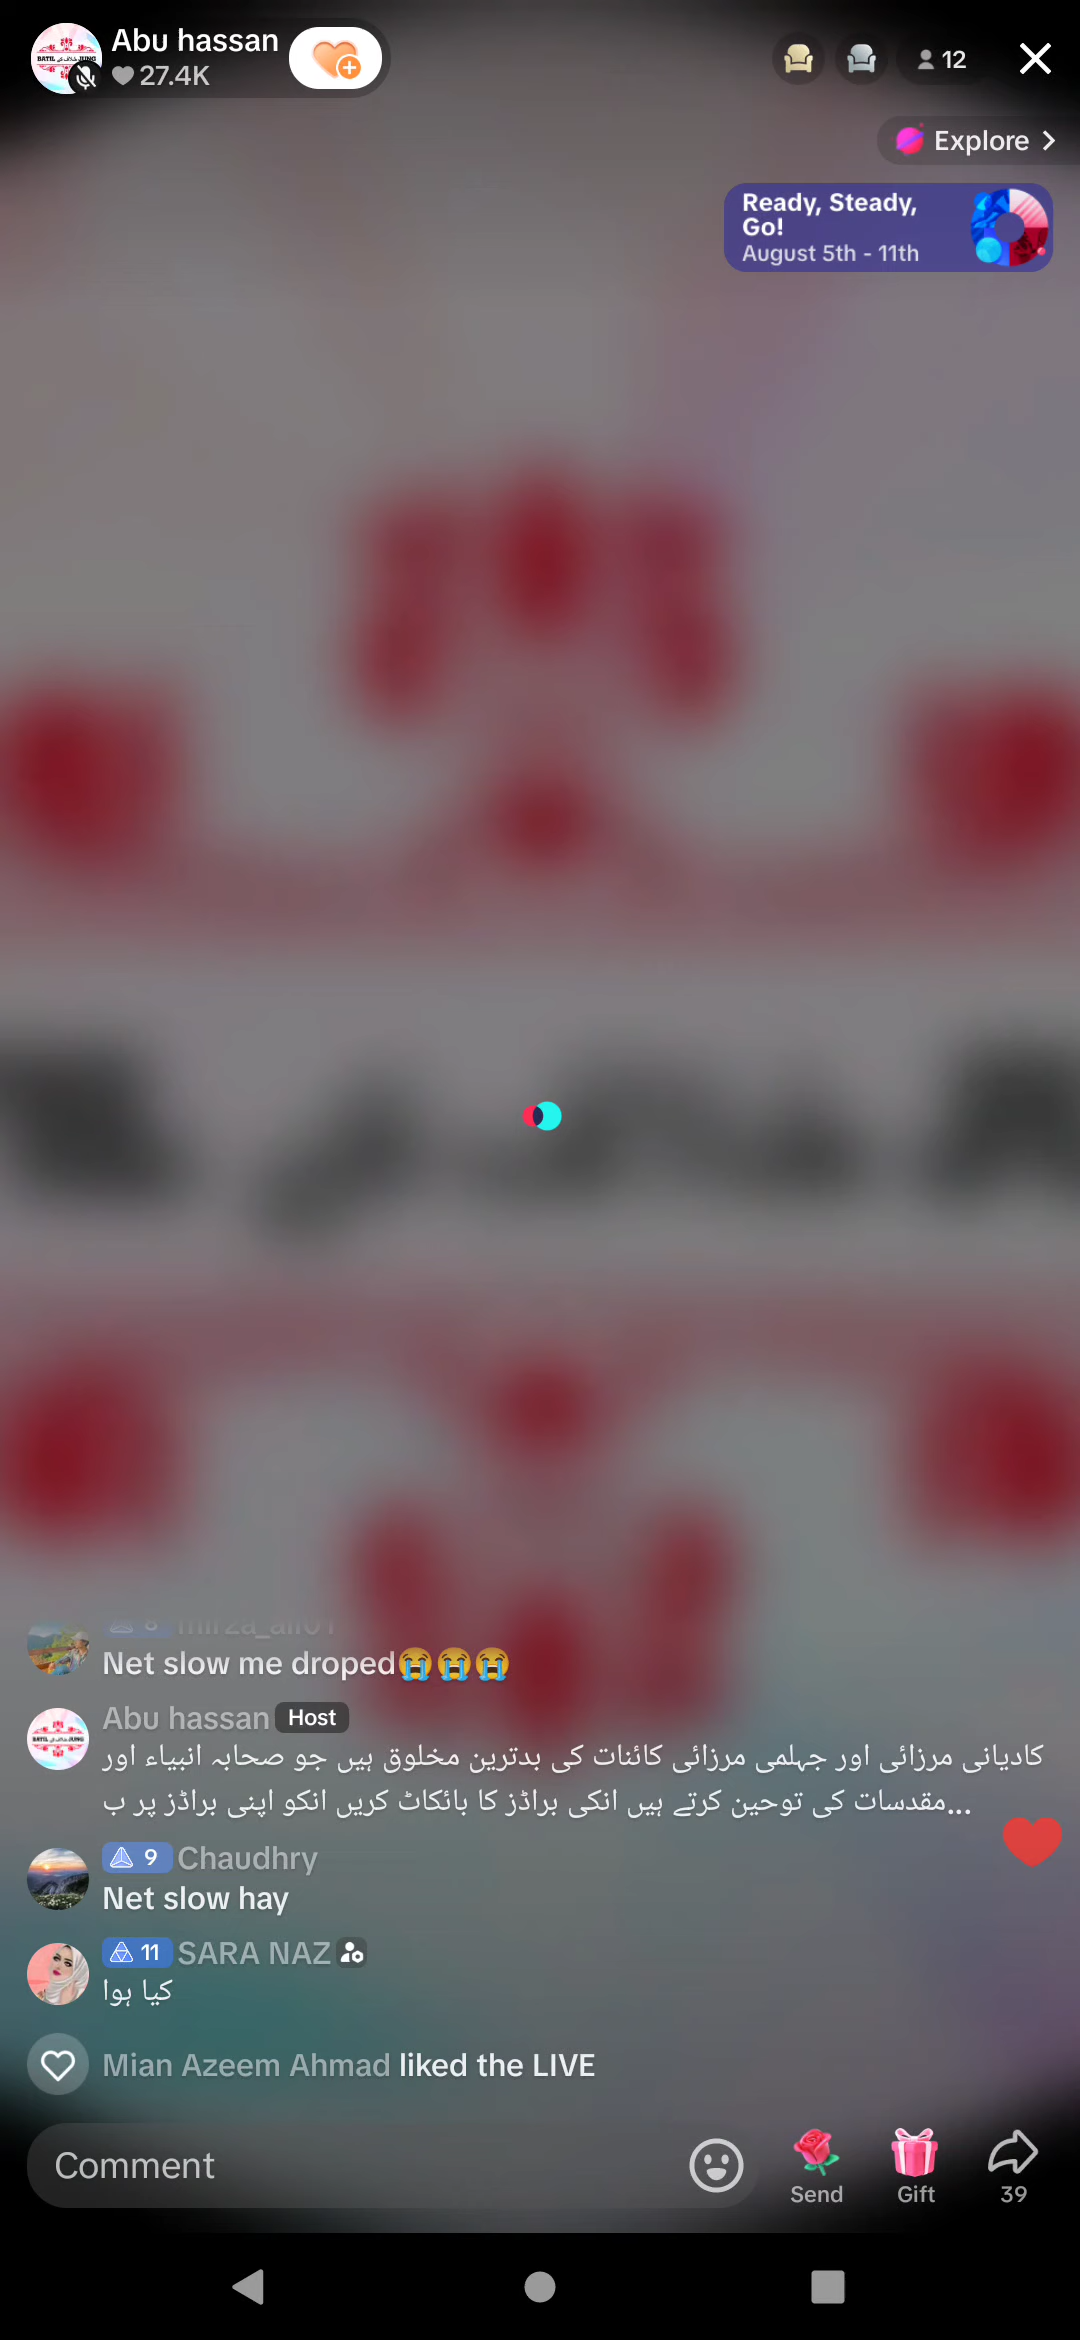 Abu hassan
27.4K
12
Explore
Ready, Steady,
Go!
August 5th - 11th
8 mirza_ali01
Net slow me droped😭😭😭
Abu hassan Host
کادیانی مرزائی اور جہلمی مرزائی کائنات کی بدترین مخلوق ہیں جو صحابہ انبیاء اور
مقدسات کی توحین کرتے ہیں انکی براڈز کا بائکاٹ کریں انکو اپنی براڈز پر ب...
9 Chaudhry
Net slow hay
11 SARA NAZ
کیا ہوا
Mian Azeem Ahmad liked the LIVE
Comment
Send
Gift
39